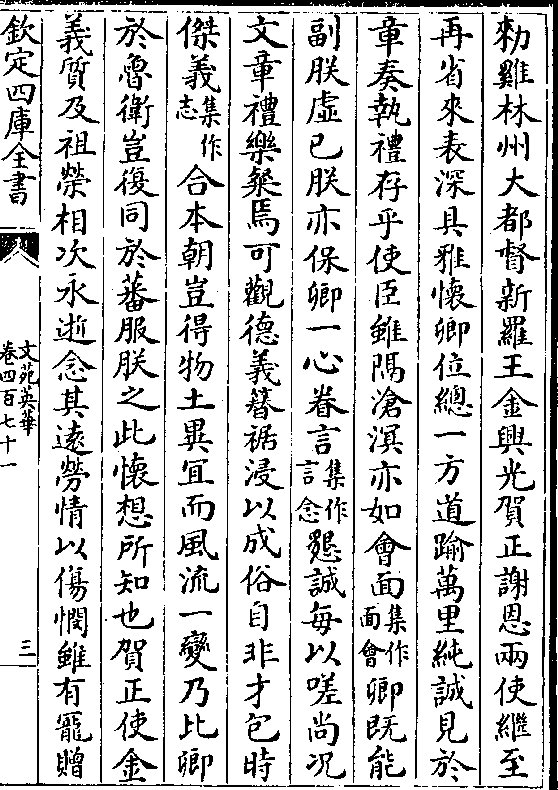 勑雞林州大都督新羅王金興光賀正謝恩兩使繼至
再省來表深具雅懷卿位總一方道踰萬里純誠見於
章奏執禮存乎使臣雖隔滄溟亦如會面集作面會卿既能
副朕虚已朕亦保卿一心眷言集作言念懇誠毎以嗟尚況
文章禮樂粲焉可觀德義簪裾浸以成俗自非才包時
傑義集作志合本朝豈得物土異冝而風流一變乃比卿
於魯衛豈復同於蕃服朕之此懷想所知也賀正使金
義質及祖榮相次永逝念其逺勞情以傷憫雖有寵贈
欽定四庫全書
文苑英華
卷四百七十一
三